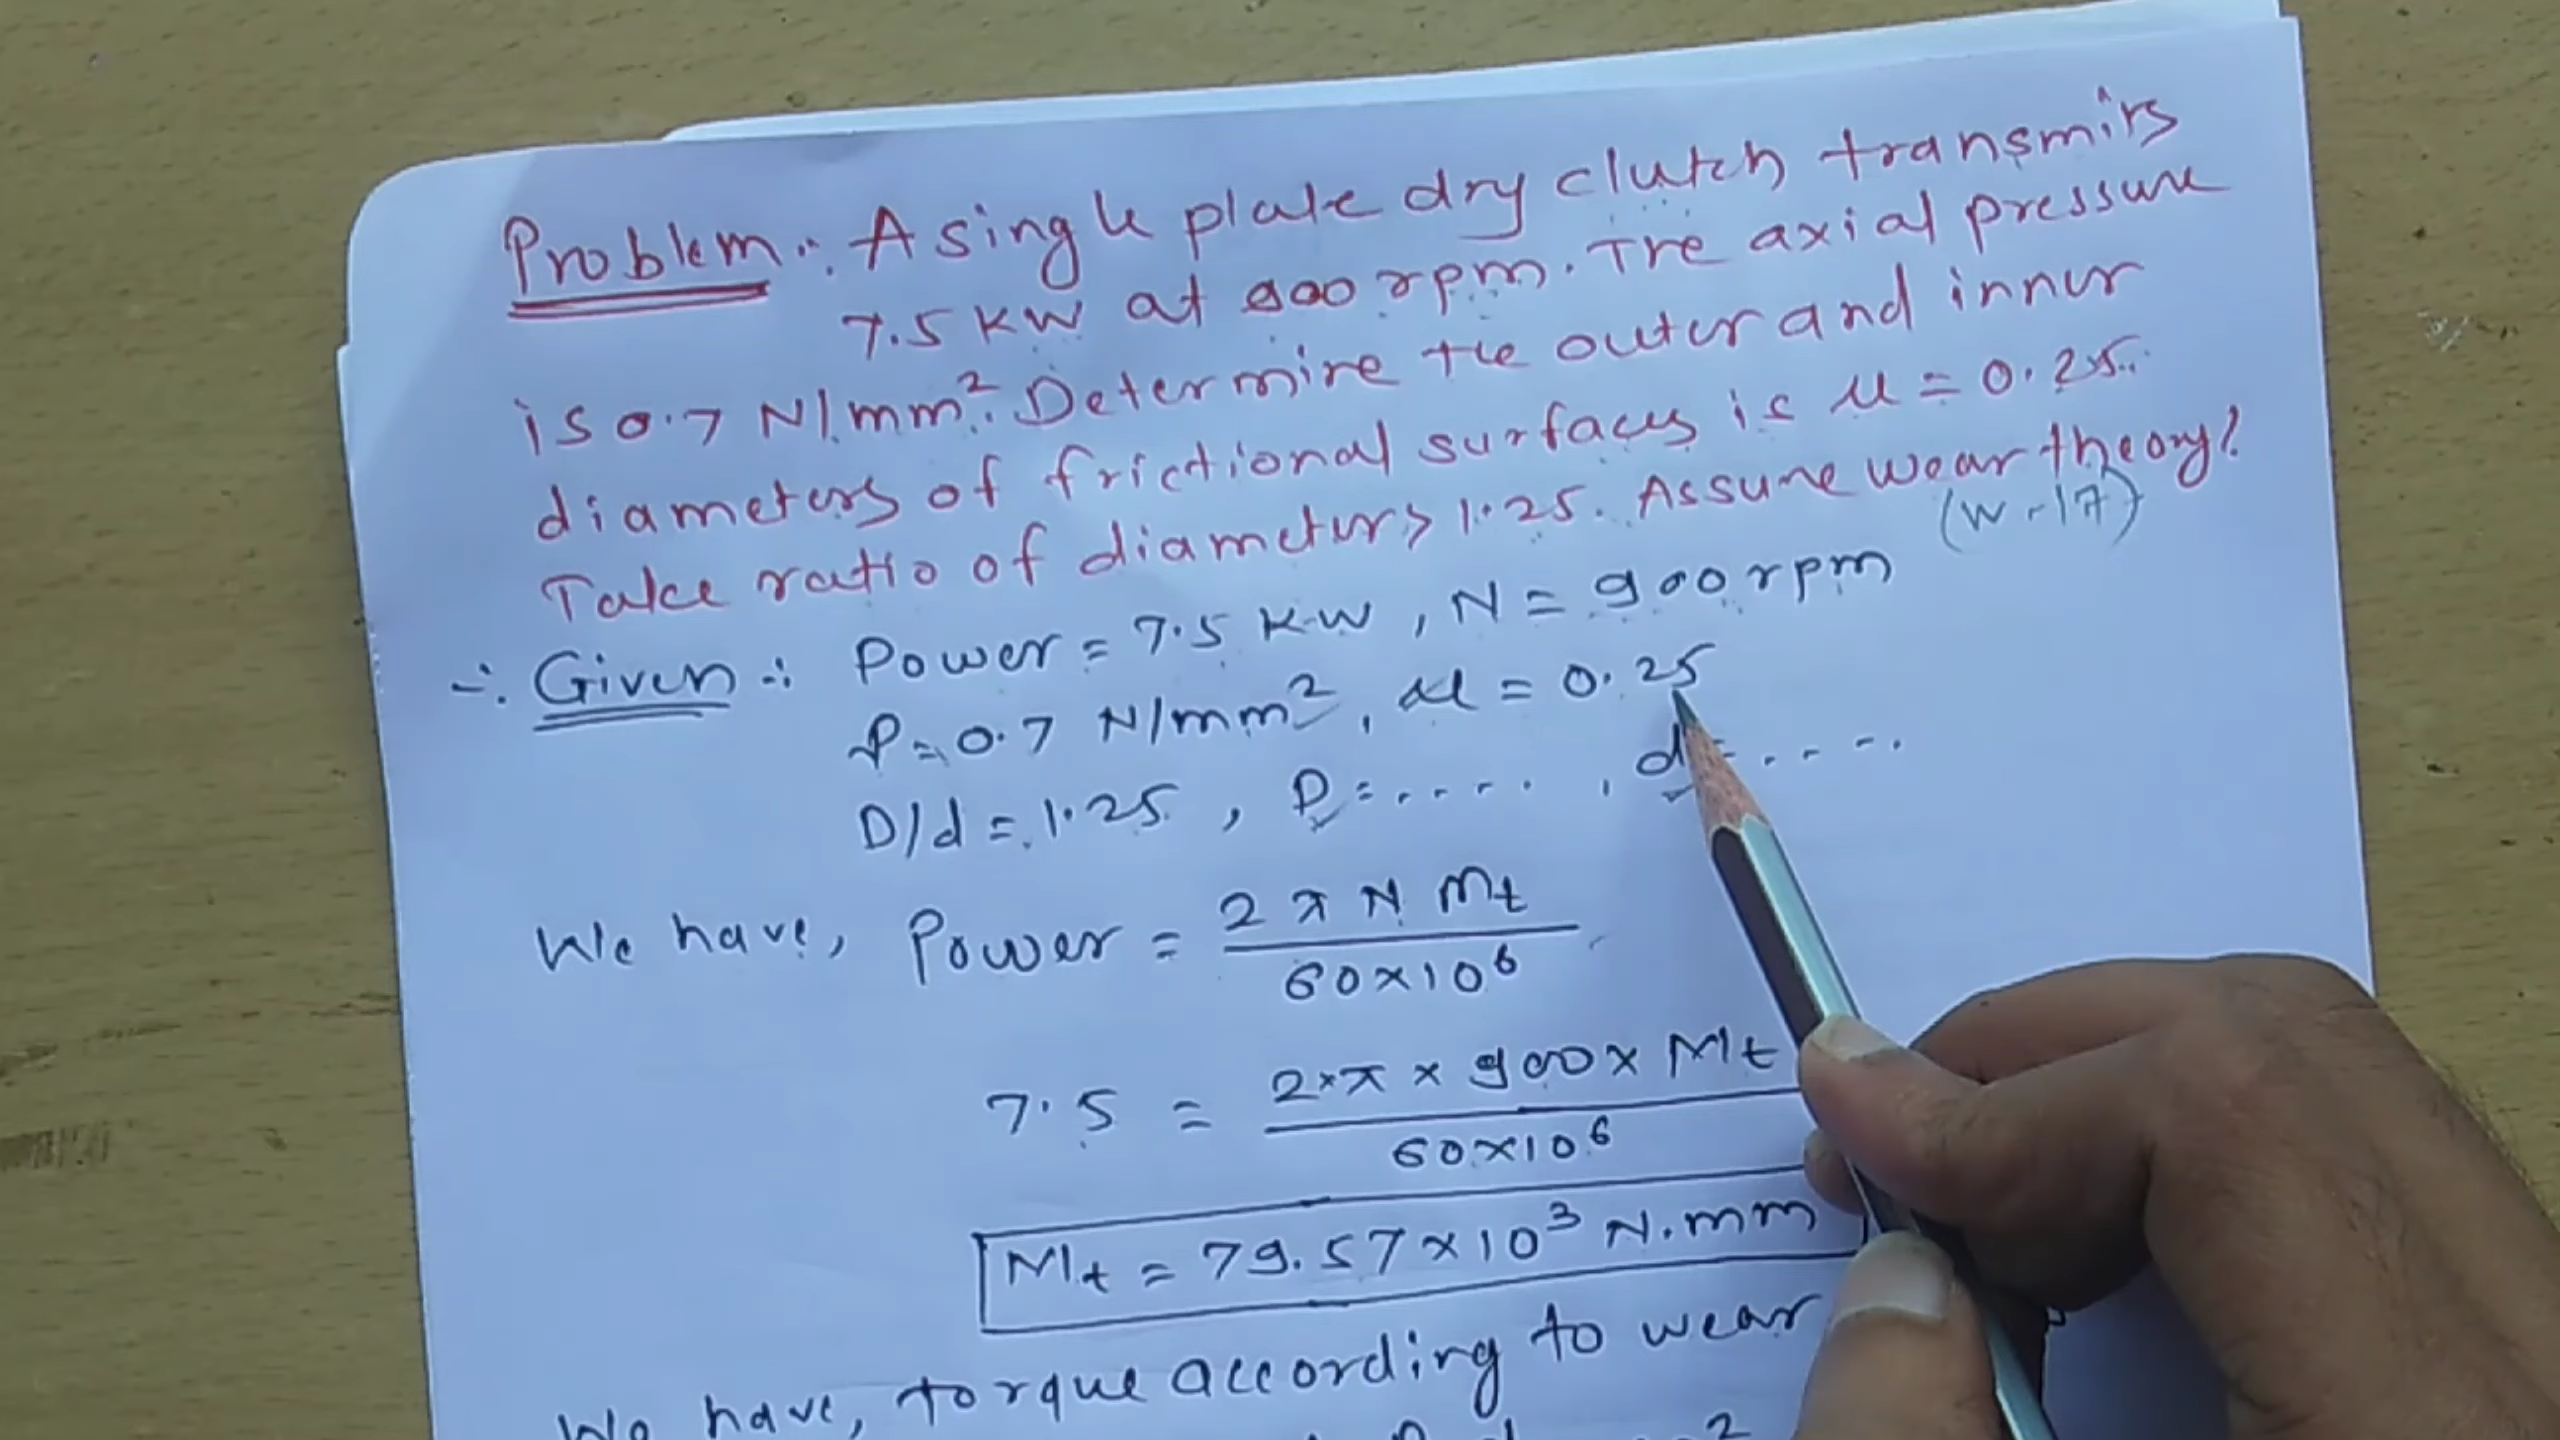 Problem :. A single plate dry clutch transmits
7.5 KW at 900 rpm. The axial pressure
is 0.7 N/mm². Determine the outer and inner
diameters of frictional surfaces is μ = 0.25.
Take ratio of diameters 1.25. Assume wear theory?
(W-17)
∴ Given ∴ Power = 7.5 KW , N = 900 rpm
P = 0.7 N/mm² , μ = 0.25
D/d = 1.25 , D = .... , d = ....
We have, Power = 2 π N Mt / 60×10⁶
7.5 = 2×π × 900× Mt / 60×10⁶
Mt = 79.57×10³ N.mm
We have, torque according to wear